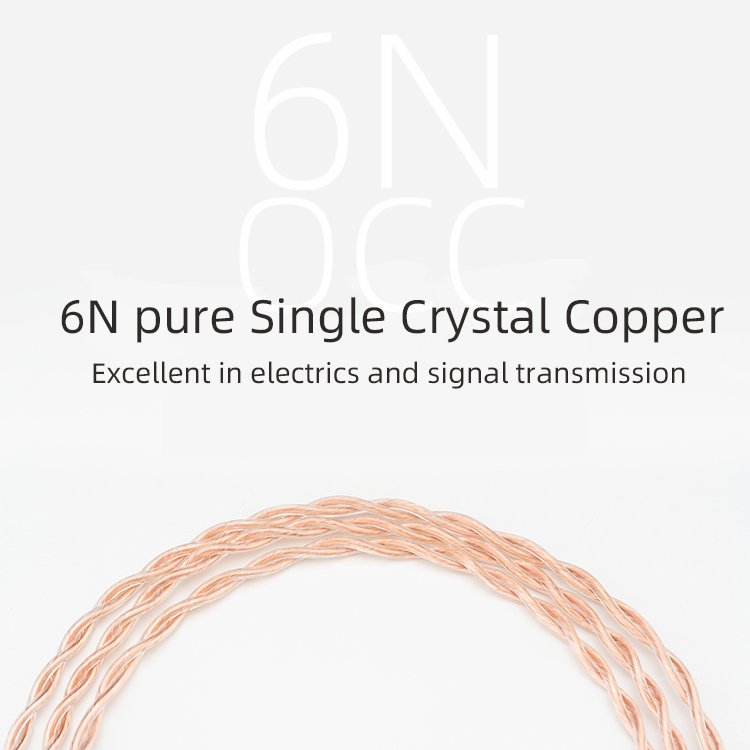 6N
OCC
6N pure Single Crystal Copper
Excellent in electrics and signal transmission